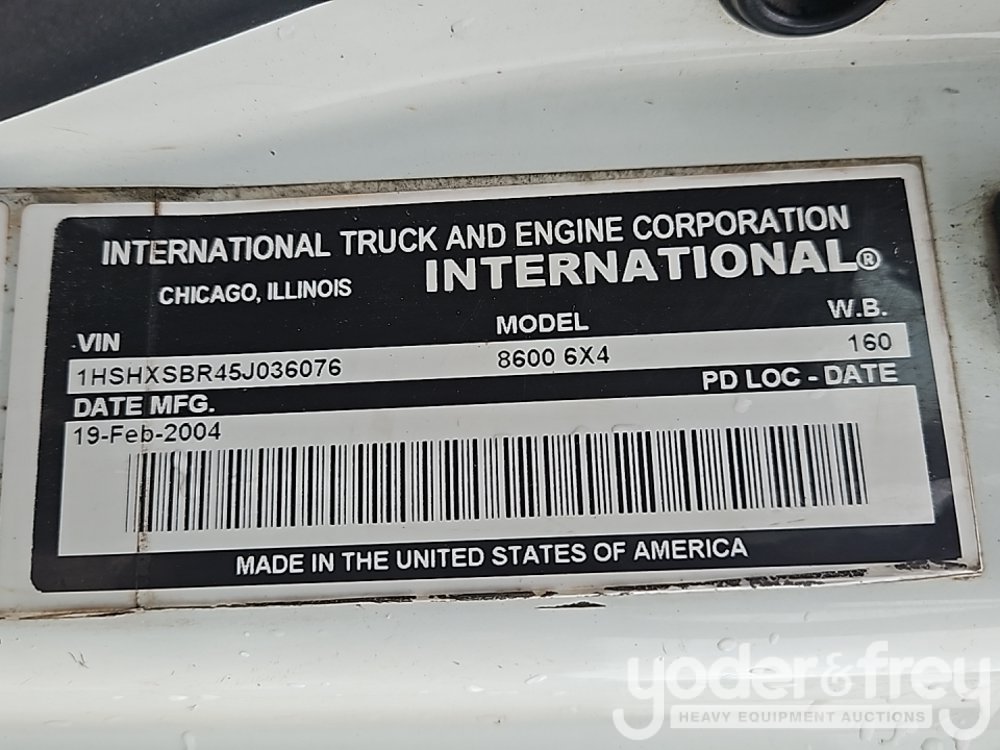 INTERNATIONAL TRUCK AND ENGINE CORPORATION
CHICAGO, ILLINOIS INTERNATIONAL®
VIN MODEL W.B.
1HSHXSBR45J036076 8600 6X4 160
DATE MFG. PD LOC - DATE
19-Feb-2004
MADE IN THE UNITED STATES OF AMERICA
yoder&frey
HEAVY EQUIPMENT AUCTIONS